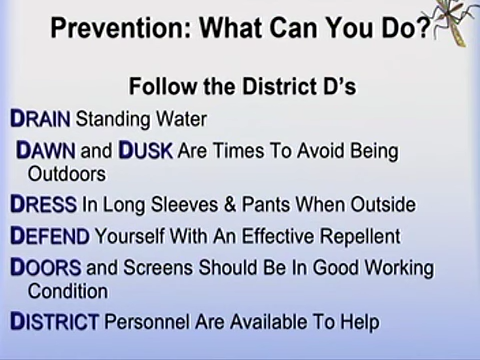 Prevention: What Can You Do?
Follow the District D's
DRAIN Standing Water
DAWN and DUSK Are Times To Avoid Being
Outdoors
DRESS In Long Sleeves & Pants When Outside
DEFEND Yourself With An Effective Repellent
DOORS and Screens Should Be In Good Working
Condition
DISTRICT Personnel Are Available To Help